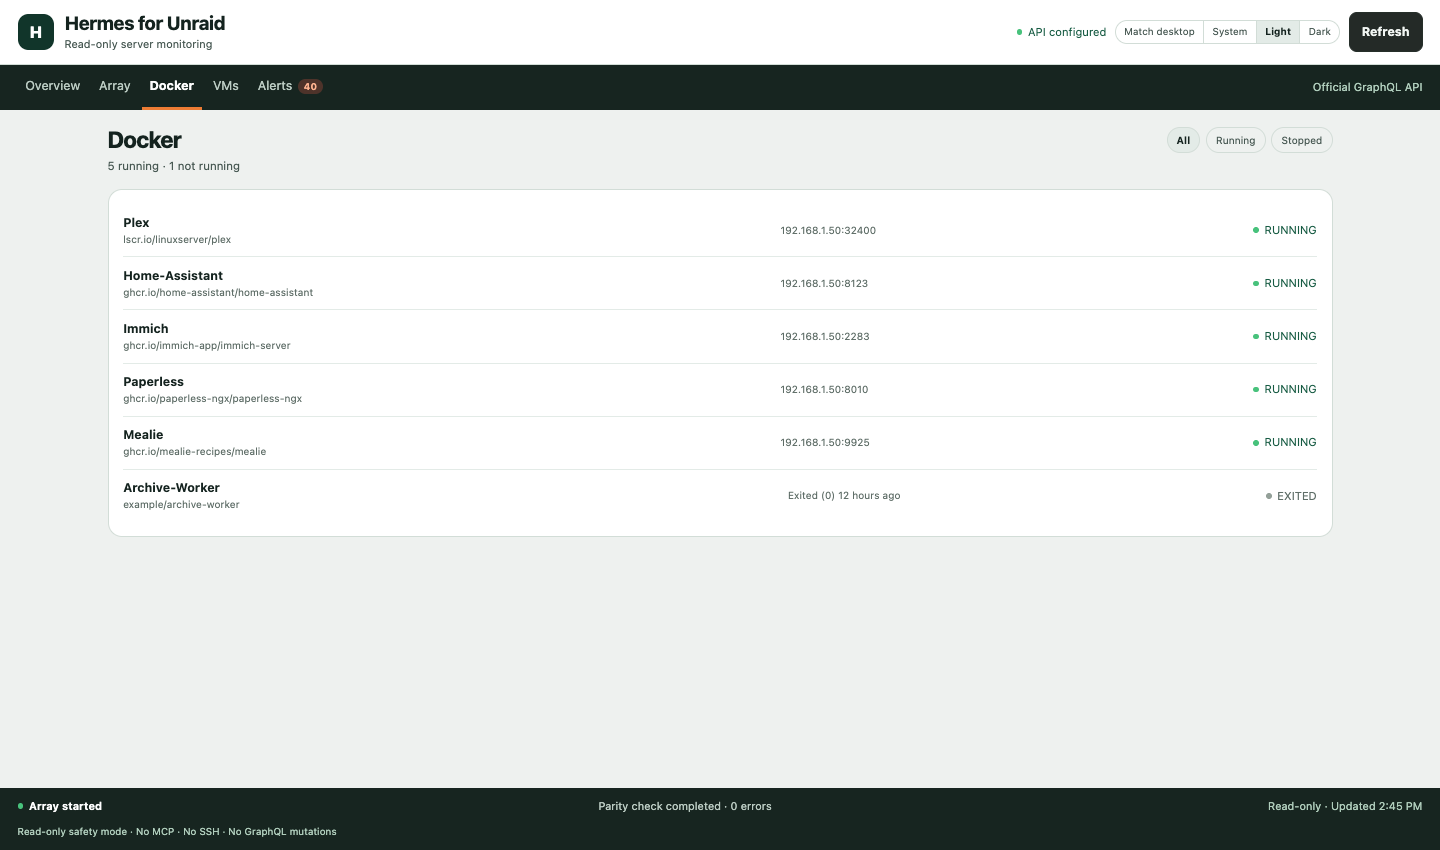 H
Hermes for Unraid
Read-only server monitoring
API configured
Match desktop System Light Dark
Refresh
Overview Array Docker VMs Alerts 40
Official GraphQL API
Docker
5 running · 1 not running
All Running Stopped
Plex
lscr.io/linuxserver/plex
192.168.1.50:32400
RUNNING
Home-Assistant
ghcr.io/home-assistant/home-assistant
192.168.1.50:8123
RUNNING
Immich
ghcr.io/immich-app/immich-server
192.168.1.50:2283
RUNNING
Paperless
ghcr.io/paperless-ngx/paperless-ngx
192.168.1.50:8010
RUNNING
Mealie
ghcr.io/mealie-recipes/mealie
192.168.1.50:9925
RUNNING
Archive-Worker
example/archive-worker
Exited (0) 12 hours ago
EXITED
Array started
Parity check completed · 0 errors
Read-only · Updated 2:45 PM
Read-only safety mode · No MCP · No SSH · No GraphQL mutations